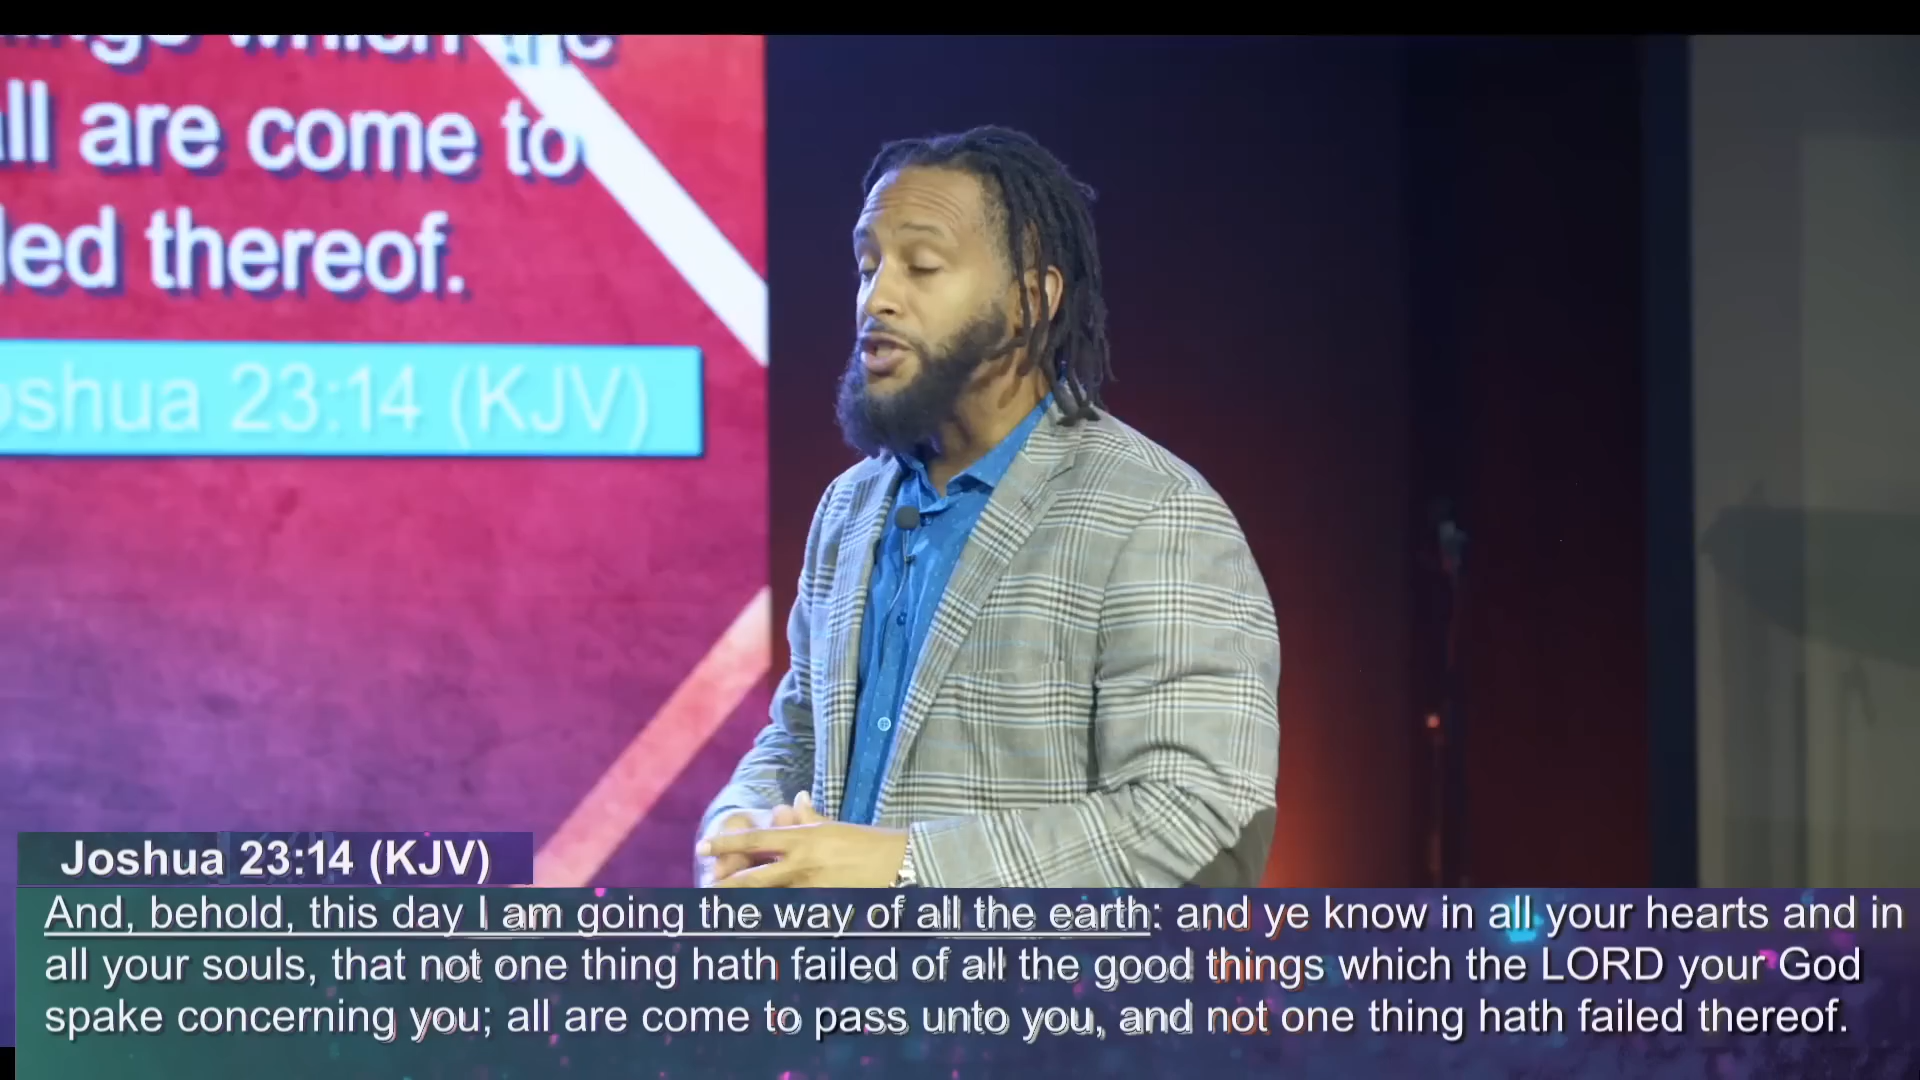 ings which the
all are come to
led thereof.
oshua 23:14 (KJV)
Joshua 23:14 (KJV)
And, behold, this day I am going the way of all the earth: and ye know in all your hearts and in
all your souls, that not one thing hath failed of all the good things which the LORD your God
spake concerning you; all are come to pass unto you, and not one thing hath failed thereof.